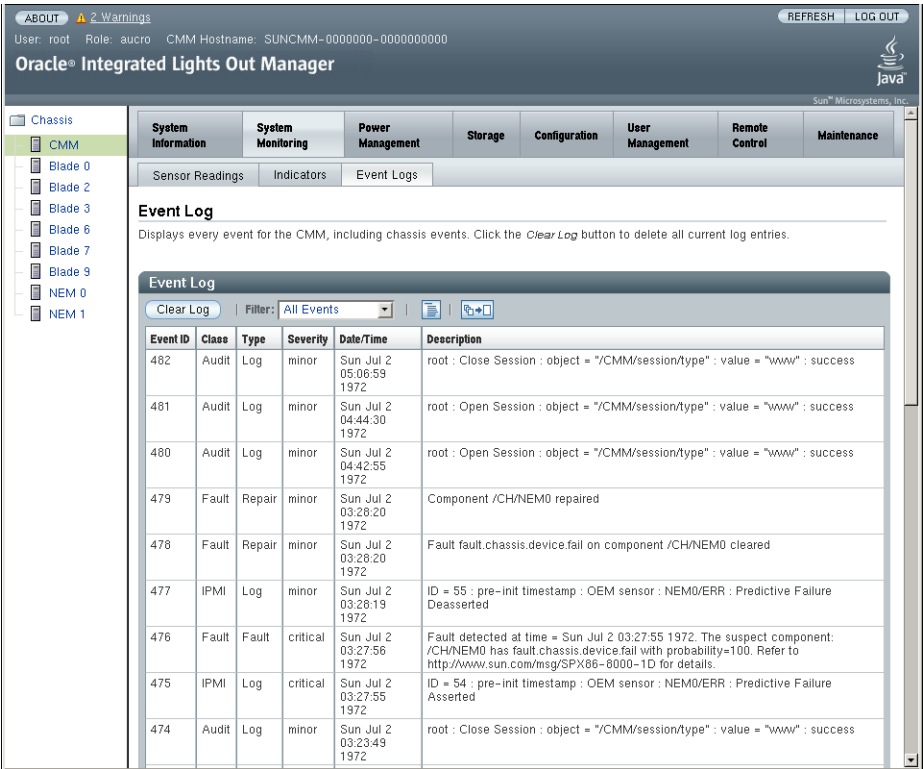 ABOUT 2 Warnings REFRESH LOG OUT
User: root Role: aucro CMM Hostname: SUNCMM-0000000-0000000000
Oracle® Integrated Lights Out Manager
Java™
Sun™ Microsystems, Inc.
Chassis
CMM
Blade 0
Blade 2
Blade 3
Blade 6
Blade 7
Blade 9
NEM 0
NEM 1
System Information
System Monitoring
Power Management
Storage
Configuration
User Management
Remote Control
Maintenance
Sensor Readings Indicators Event Logs
Event Log
Displays every event for the CMM, including chassis events. Click the Clear Log button to delete all current log entries.
Event Log
Clear Log Filter: All Events
Event ID Class Type Severity Date/Time Description
482 Audit Log minor Sun Jul 2 root : Close Session : object = "/CMM/session/type" : value = "www" : success
05:06:59
1972
481 Audit Log minor Sun Jul 2 root : Open Session : object = "/CMM/session/type" : value = "www" : success
04:44:30
1972
480 Audit Log minor Sun Jul 2 root : Open Session : object = "/CMM/session/type" : value = "www" : success
04:42:55
1972
479 Fault Repair minor Sun Jul 2 Component /CH/NEM0 repaired
03:28:20
1972
478 Fault Repair minor Sun Jul 2 Fault fault.chassis.device.fail on component /CH/NEM0 cleared
03:28:20
1972
477 IPMI Log minor Sun Jul 2 ID = 55 : pre-init timestamp : OEM sensor : NEM0/ERR : Predictive Failure
03:28:19 Deasserted
1972
476 Fault Fault critical Sun Jul 2 Fault detected at time = Sun Jul 2 03:27:55 1972. The suspect component:
03:27:56 /CH/NEM0 has fault.chassis.device.fail with probability=100. Refer to
1972 http://www.sun.com/msg/SPX86-8000-1D for details.
475 IPMI Log critical Sun Jul 2 ID = 54 : pre-init timestamp : OEM sensor : NEM0/ERR : Predictive Failure
03:27:55 Asserted
1972
474 Audit Log minor Sun Jul 2 root : Close Session : object = "/CMM/session/type" : value = "www" : success
03:23:49
1972